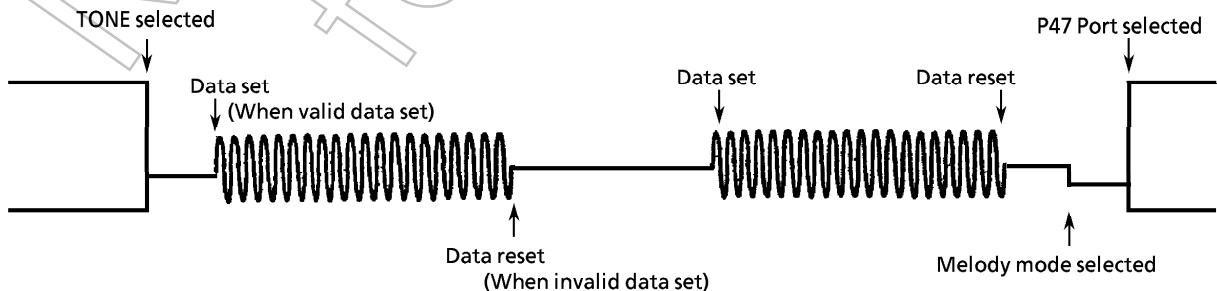 TONE selected
P47 Port selected
Data set
(When valid data set)
Data set
Data reset
Data reset
(When invalid data set)
Melody mode selected